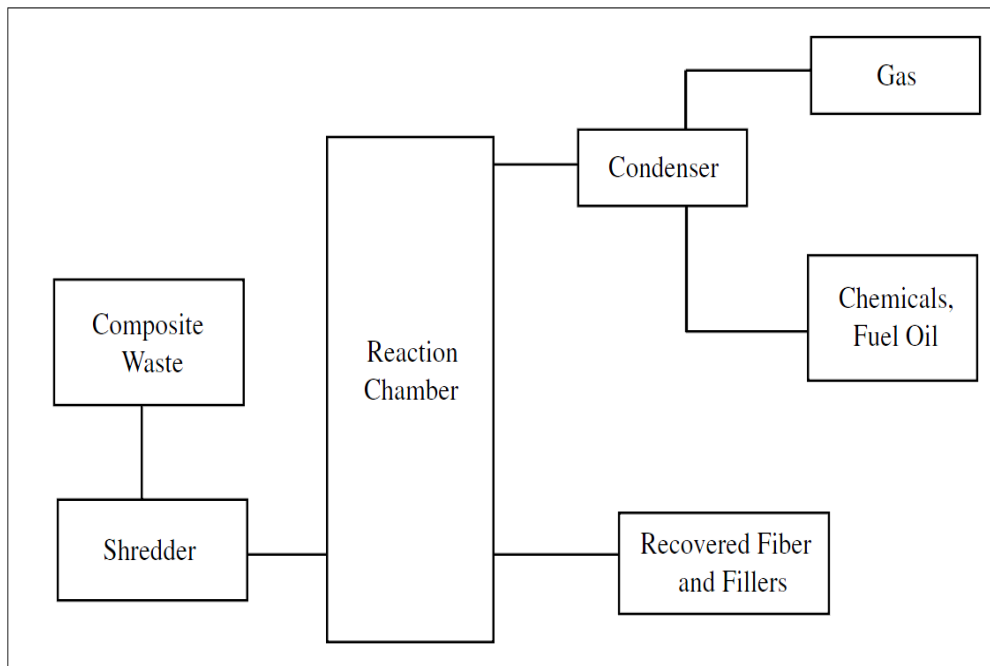 Gas
Condenser
Chemicals,
Fuel Oil
Composite
Waste
Reaction
Chamber
Shredder
Recovered Fiber
and Fillers